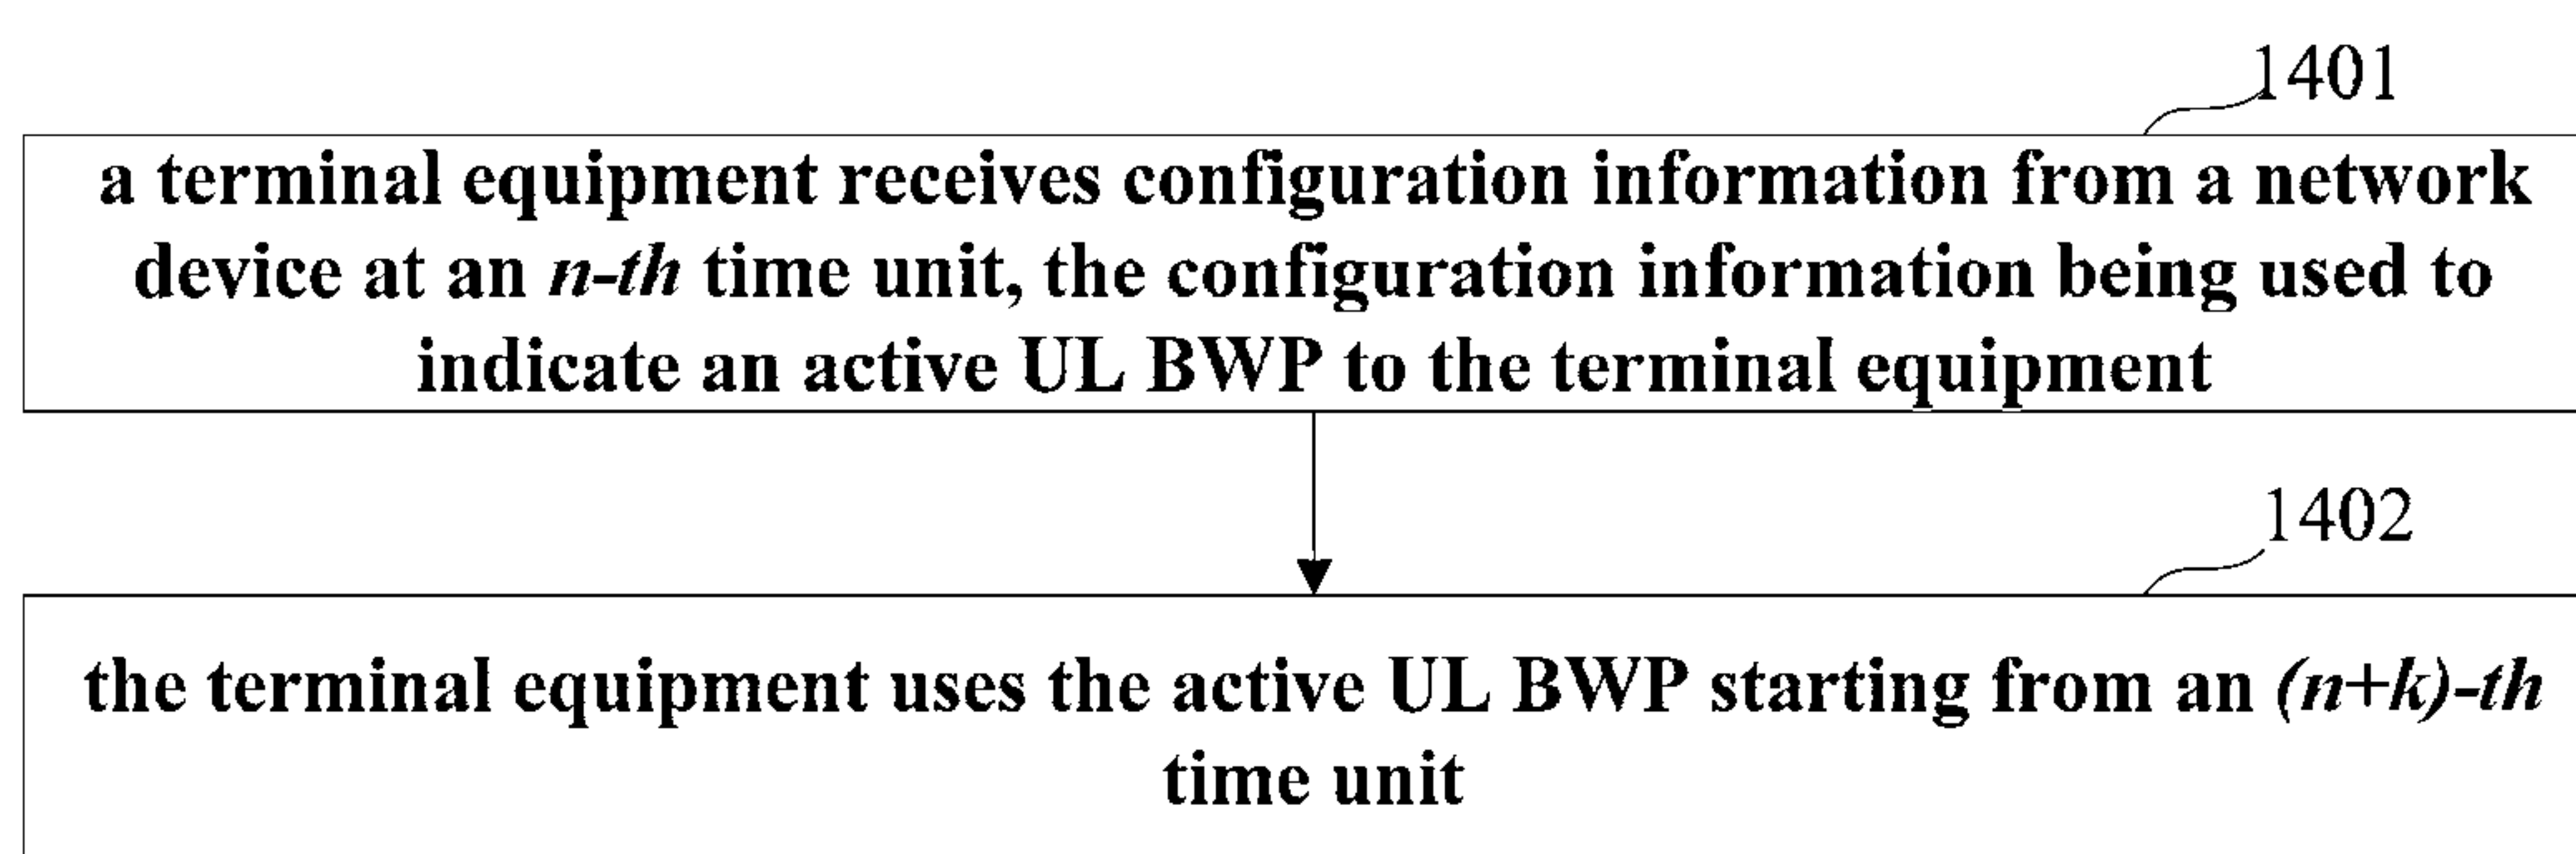 1401
a terminal equipment receives configuration information from a network
device at an n-th time unit, the configuration information being used to
indicate an active UL BWP to the terminal equipment
1402
the terminal equipment uses the active UL BWP starting from an (n+k)-th
time unit